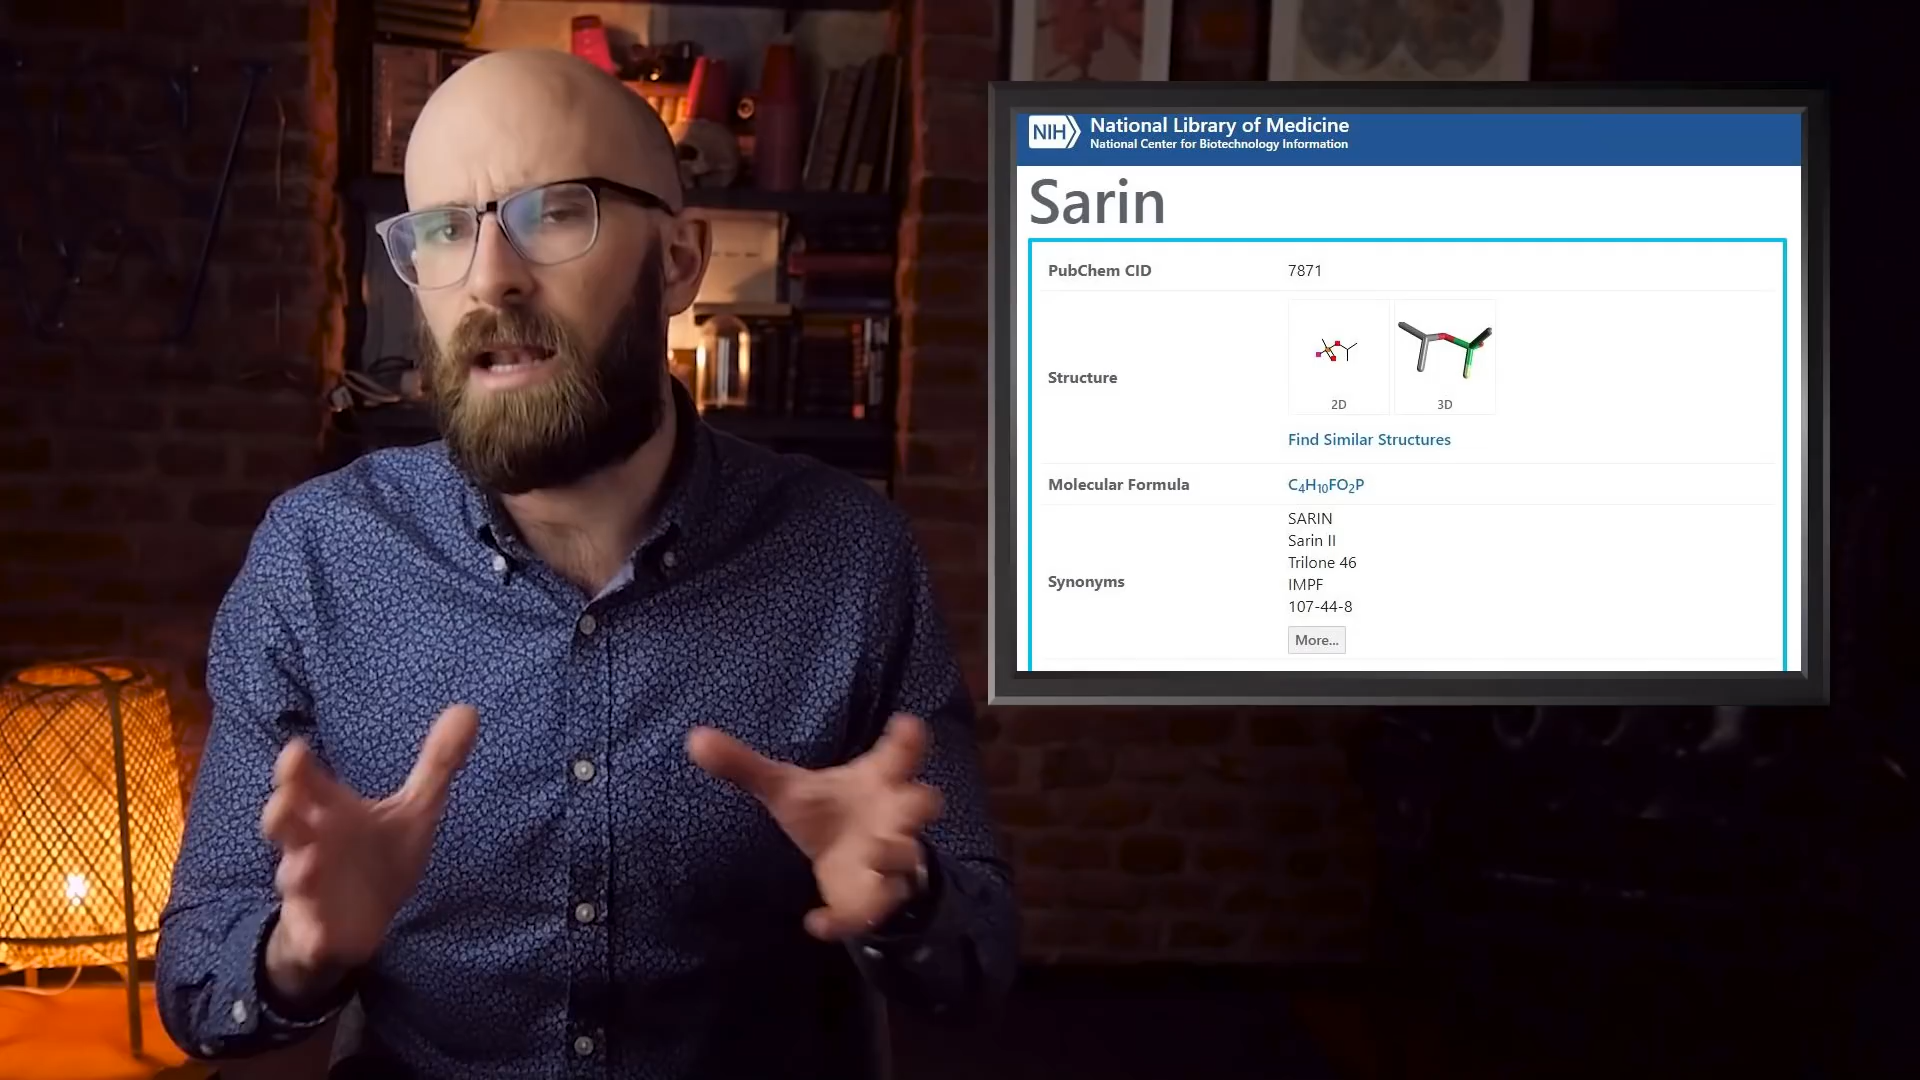 NIH
National Library of Medicine
National Center for Biotechnology Information
Sarin
PubChem CID 7871
Structure
2D 3D
Find Similar Structures
Molecular Formula C₄H₁₀FO₂P
Synonyms
SARIN
Sarin II
Trilone 46
IMPF
107-44-8
More...